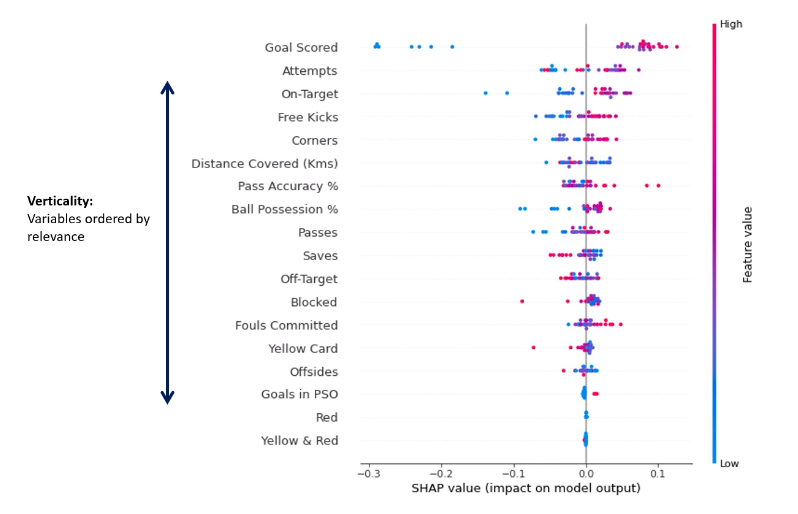 High
Goal Scored
Attempts
On-Target
Free Kicks
Corners
Distance Covered (Kms)
Pass Accuracy %
Verticality:
Variables ordered by
relevance
Ball Possession %
Passes
Saves
Off-Target
Blocked
Fouls Committed
Yellow Card
Offsides
Goals in PSO
Red
Yellow & Red
Feature value
Low
−0.3 −0.2 −0.1 0.0 0.1
SHAP value (impact on model output)